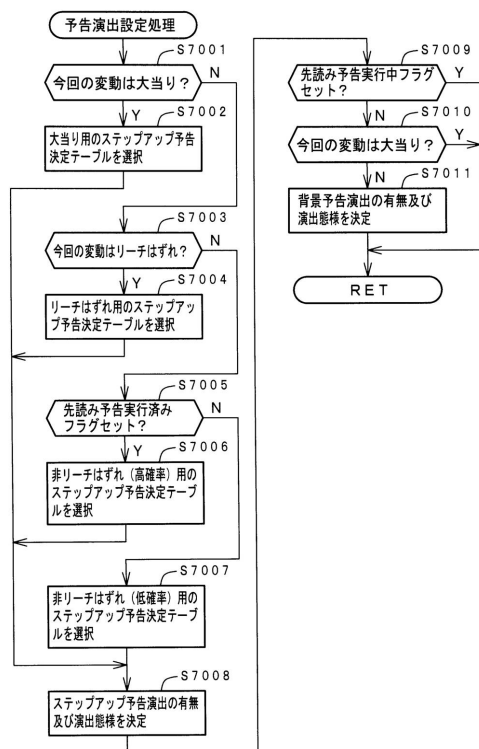 予告演出設定処理
S7001
今回の変動は大当り？
N
Y
S7002
大当り用のステップアップ予告
決定テーブルを選択
S7003
今回の変動はリーチはずれ？
N
Y
S7004
リーチはずれ用のステップアッ
プ予告決定テーブルを選択
S7005
先読み予告実行済み
フラグセット？
N
Y
S7006
非リーチはずれ（高確率）用の
ステップアップ予告決定テーブ
ルを選択
S7007
非リーチはずれ（低確率）用の
ステップアップ予告決定テーブ
ルを選択
S7008
ステップアップ予告演出の有無
及び演出態様を決定
S7009
先読み予告実行中フラグ
セット？
Y
N
S7010
今回の変動は大当り？
Y
N
S7011
背景予告演出の有無及び
演出態様を決定
RET